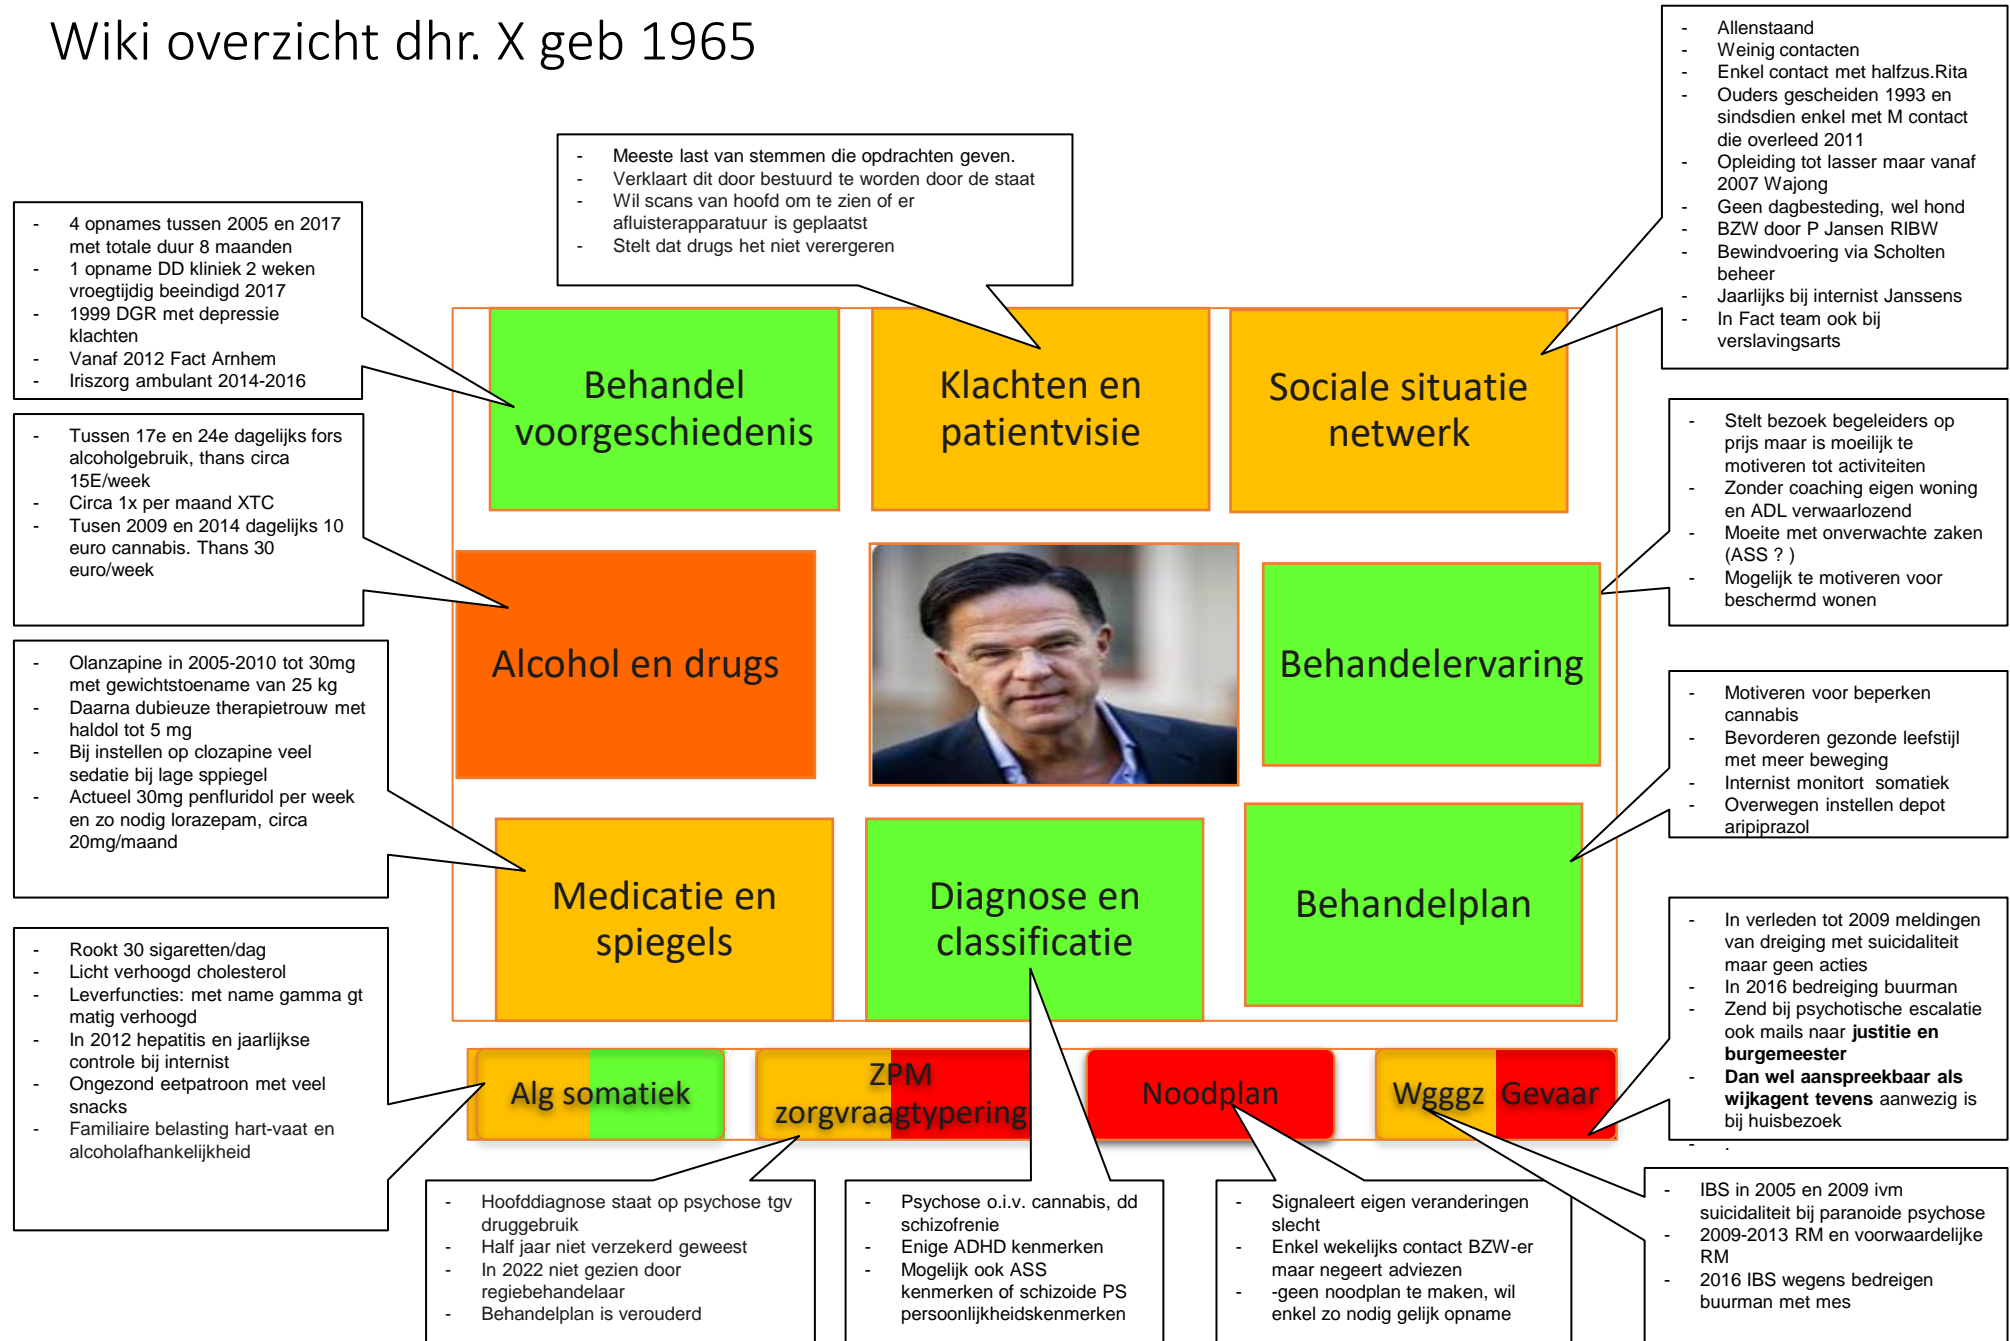 Wiki overzicht dhr. X geb 1965
- Allenstaand
- Weinig contacten
- Enkel contact met halfzus.Rita
- Ouders gescheiden 1993 en
sindsdien enkel met M contact
die overleed 2011
- Opleiding tot lasser maar vanaf
2007 Wajong
- Geen dagbesteding, wel hond
- BZW door P Jansen RIBW
- Bewindvoering via Scholten
beheer
- Jaarlijks bij internist Janssens
- In Fact team ook bij
verslavingsarts
- Meeste last van stemmen die opdrachten geven.
- Verklaart dit door bestuurd te worden door de staat
- Wil scans van hoofd om te zien of er
afluisterapparatuur is geplaatst
- Stelt dat drugs het niet verergeren
- 4 opnames tussen 2005 en 2017
met totale duur 8 maanden
- 1 opname DD kliniek 2 weken
vroegtijdig beeindigd 2017
- 1999 DGR met depressie
klachten
- Vanaf 2012 Fact Arnhem
- Iriszorg ambulant 2014-2016
Behandel
voorgeschiedenis
Klachten en
patientvisie
Sociale situatie
netwerk
- Tussen 17e en 24e dagelijks fors
alcoholgebruik, thans circa
15E/week
- Circa 1x per maand XTC
- Tusen 2009 en 2014 dagelijks 10
euro cannabis. Thans 30
euro/week
- Stelt bezoek begeleiders op
prijs maar is moeilijk te
motiveren tot activiteiten
- Zonder coaching eigen woning
en ADL verwaarlozend
- Moeite met onverwachte zaken
(ASS ? )
- Mogelijk te motiveren voor
beschermd wonen
Alcohol en drugs
Behandelervaring
- Olanzapine in 2005-2010 tot 30mg
met gewichtstoename van 25 kg
- Daarna dubieuze therapietrouw met
haldol tot 5 mg
- Bij instellen op clozapine veel
sedatie bij lage sppiegel
- Actueel 30mg penfluridol per week
en zo nodig lorazepam, circa
20mg/maand
- Motiveren voor beperken
cannabis
- Bevorderen gezonde leefstijl
met meer beweging
- Internist monitort somatiek
- Overwegen instellen depot
aripiprazol
Medicatie en
spiegels
Diagnose en
classificatie
Behandelplan
- Rookt 30 sigaretten/dag
- Licht verhoogd cholesterol
- Leverfuncties: met name gamma gt
matig verhoogd
- In 2012 hepatitis en jaarlijkse
controle bij internist
- Ongezond eetpatroon met veel
snacks
- Familiaire belasting hart-vaat en
alcoholafhankelijkheid
- In verleden tot 2009 meldingen
van dreiging met suicidaliteit
maar geen acties
- In 2016 bedreiging buurman
- Zend bij psychotische escalatie
ook mails naar justitie en
burgemeester
- Dan wel aanspreekbaar als
wijkagent tevens aanwezig is
bij huisbezoek
- .
Alg somatiek
ZPM
zorgvraagtypering
Noodplan
Wgggz Gevaar
- Hoofddiagnose staat op psychose tgv
druggebruik
- Half jaar niet verzekerd geweest
- In 2022 niet gezien door
regiebehandelaar
- Behandelplan is verouderd
- Psychose o.i.v. cannabis, dd
schizofrenie
- Enige ADHD kenmerken
- Mogelijk ook ASS
kenmerken of schizoide PS
persoonlijkheidskenmerken
- Signaleert eigen veranderingen
slecht
- Enkel wekelijks contact BZW-er
maar negeert adviezen
- -geen noodplan te maken, wil
enkel zo nodig gelijk opname
- IBS in 2005 en 2009 ivm
suicidaliteit bij paranoide psychose
- 2009-2013 RM en voorwaardelijke
RM
- 2016 IBS wegens bedreigen
buurman met mes